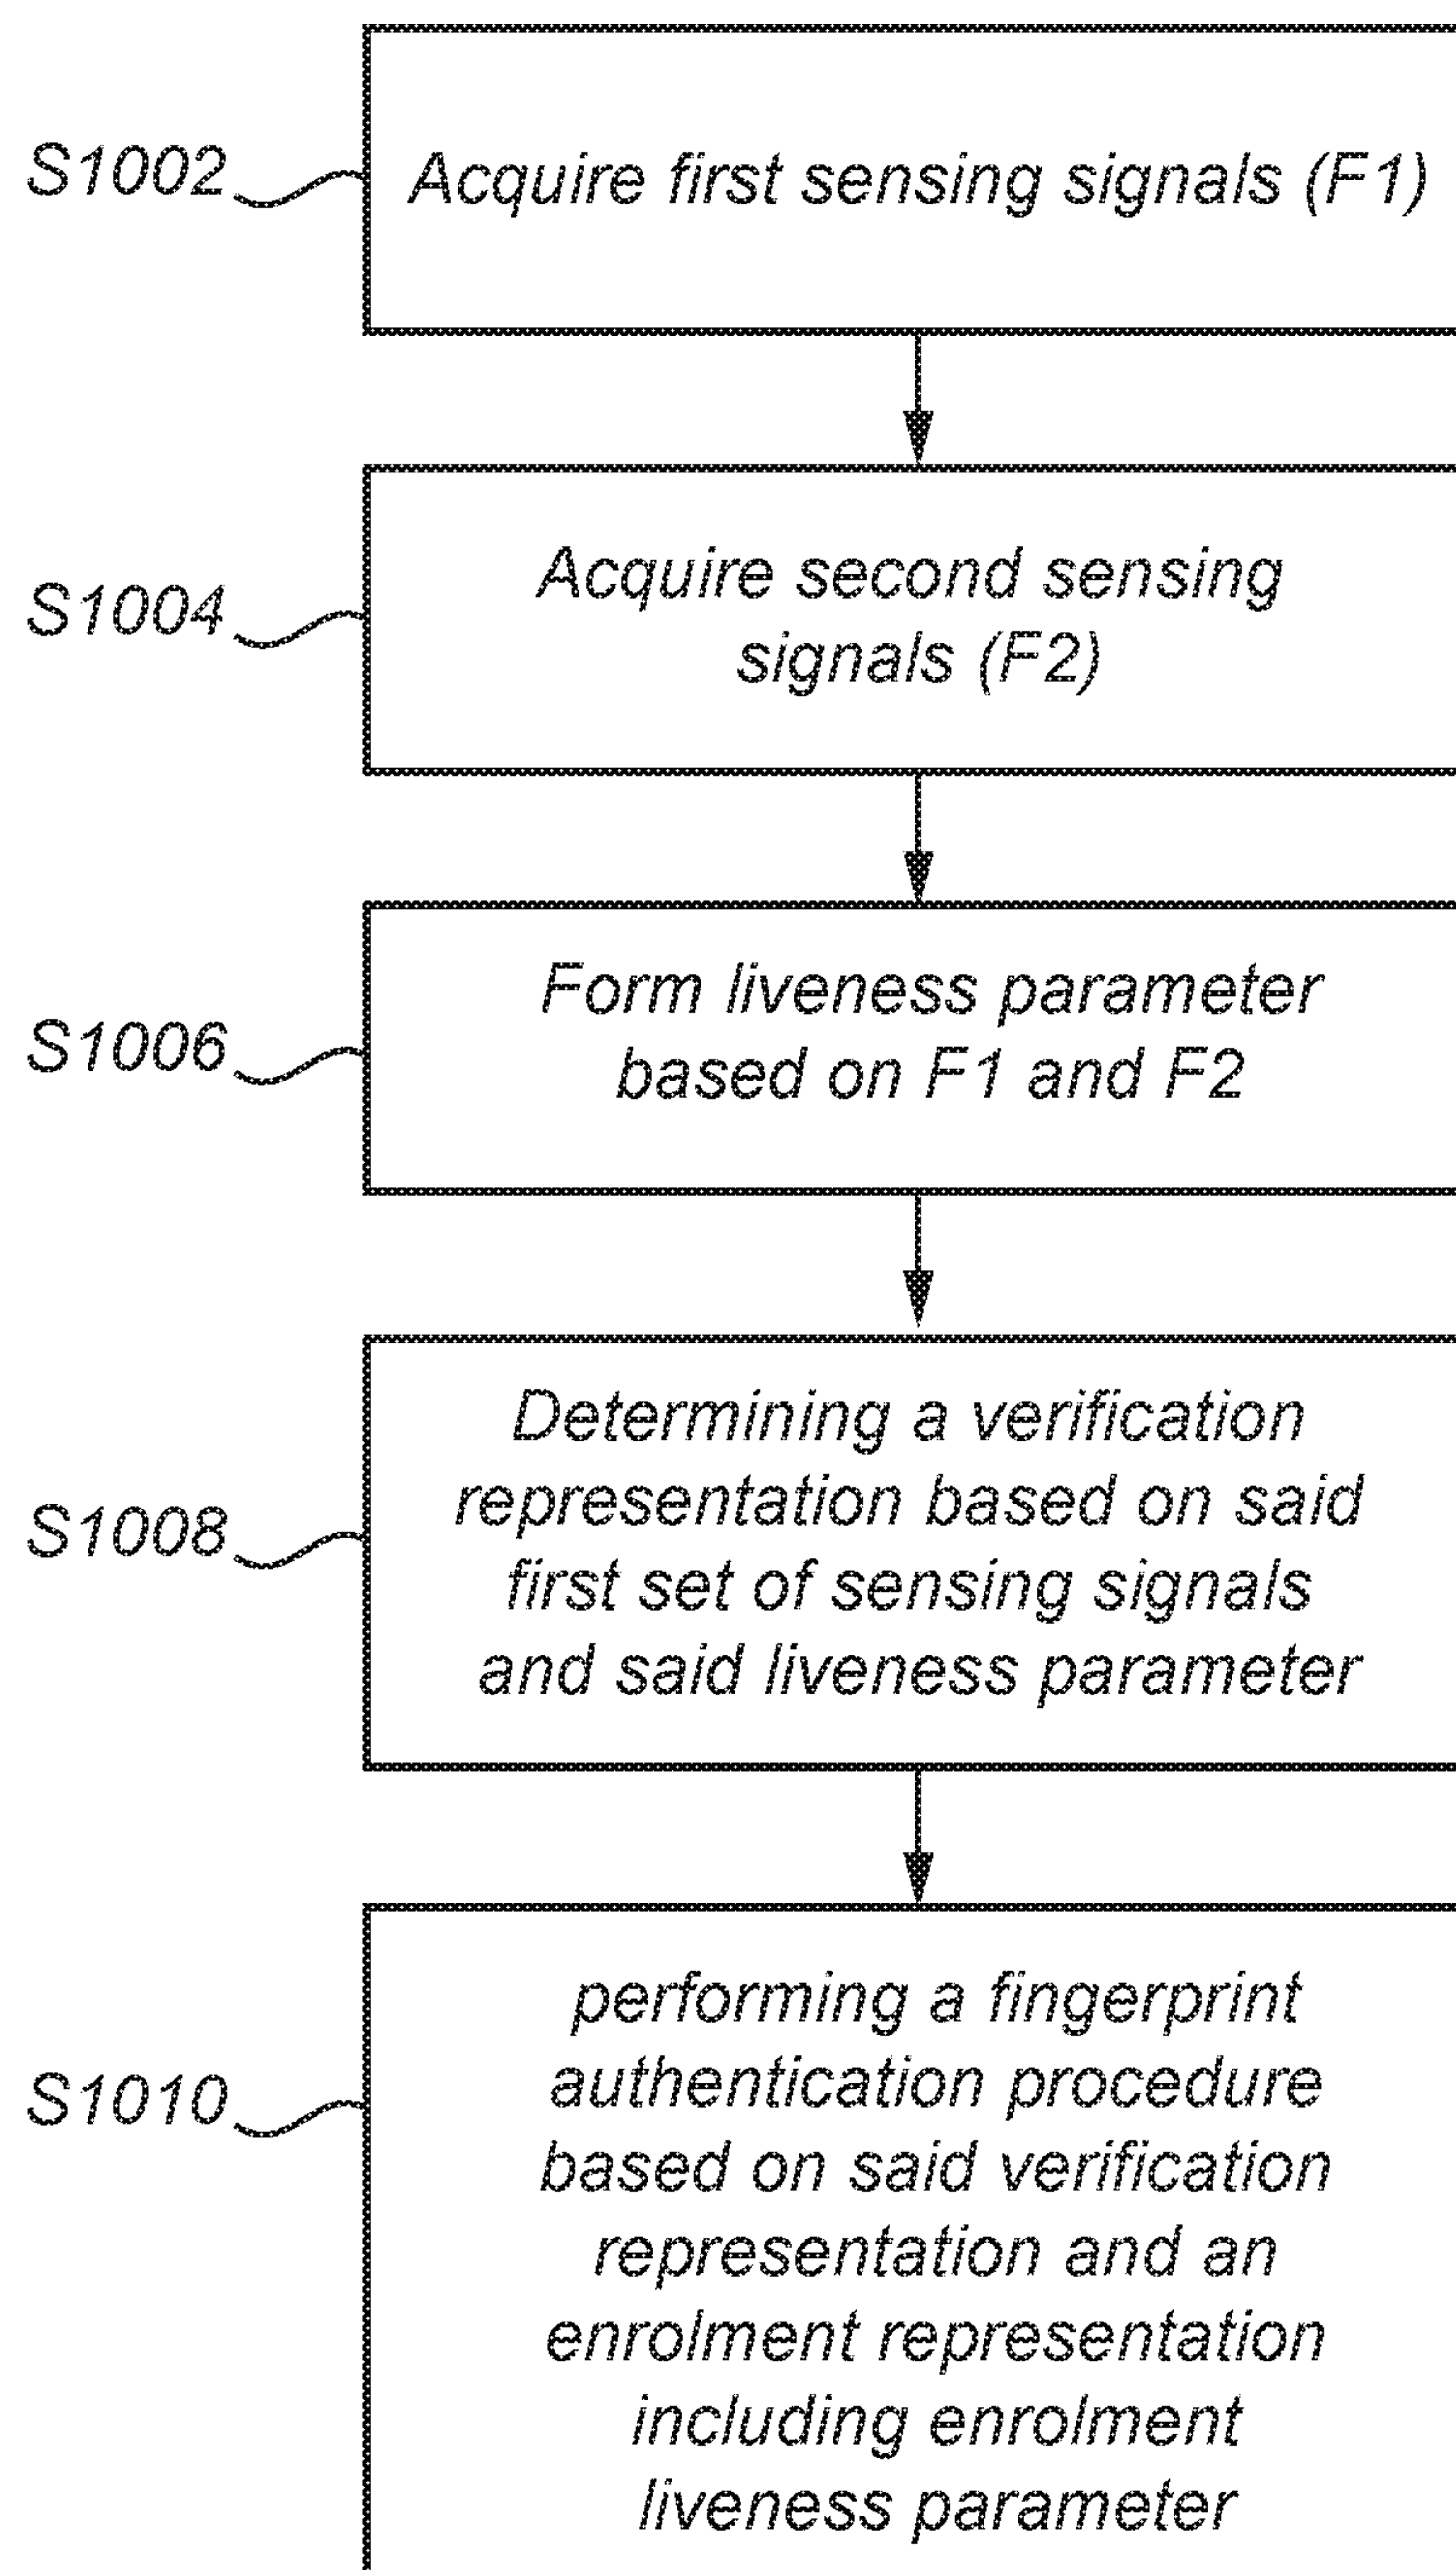 S1002
Acquire first sensing signals (F1)
S1004
Acquire second sensing
signals (F2)
S1006
Form liveness parameter
based on F1 and F2
S1008
Determining a verification
representation based on said
first set of sensing signals
and said liveness parameter
S1010
performing a fingerprint
authentication procedure
based on said verification
representation and an
enrolment representation
including enrolment
liveness parameter